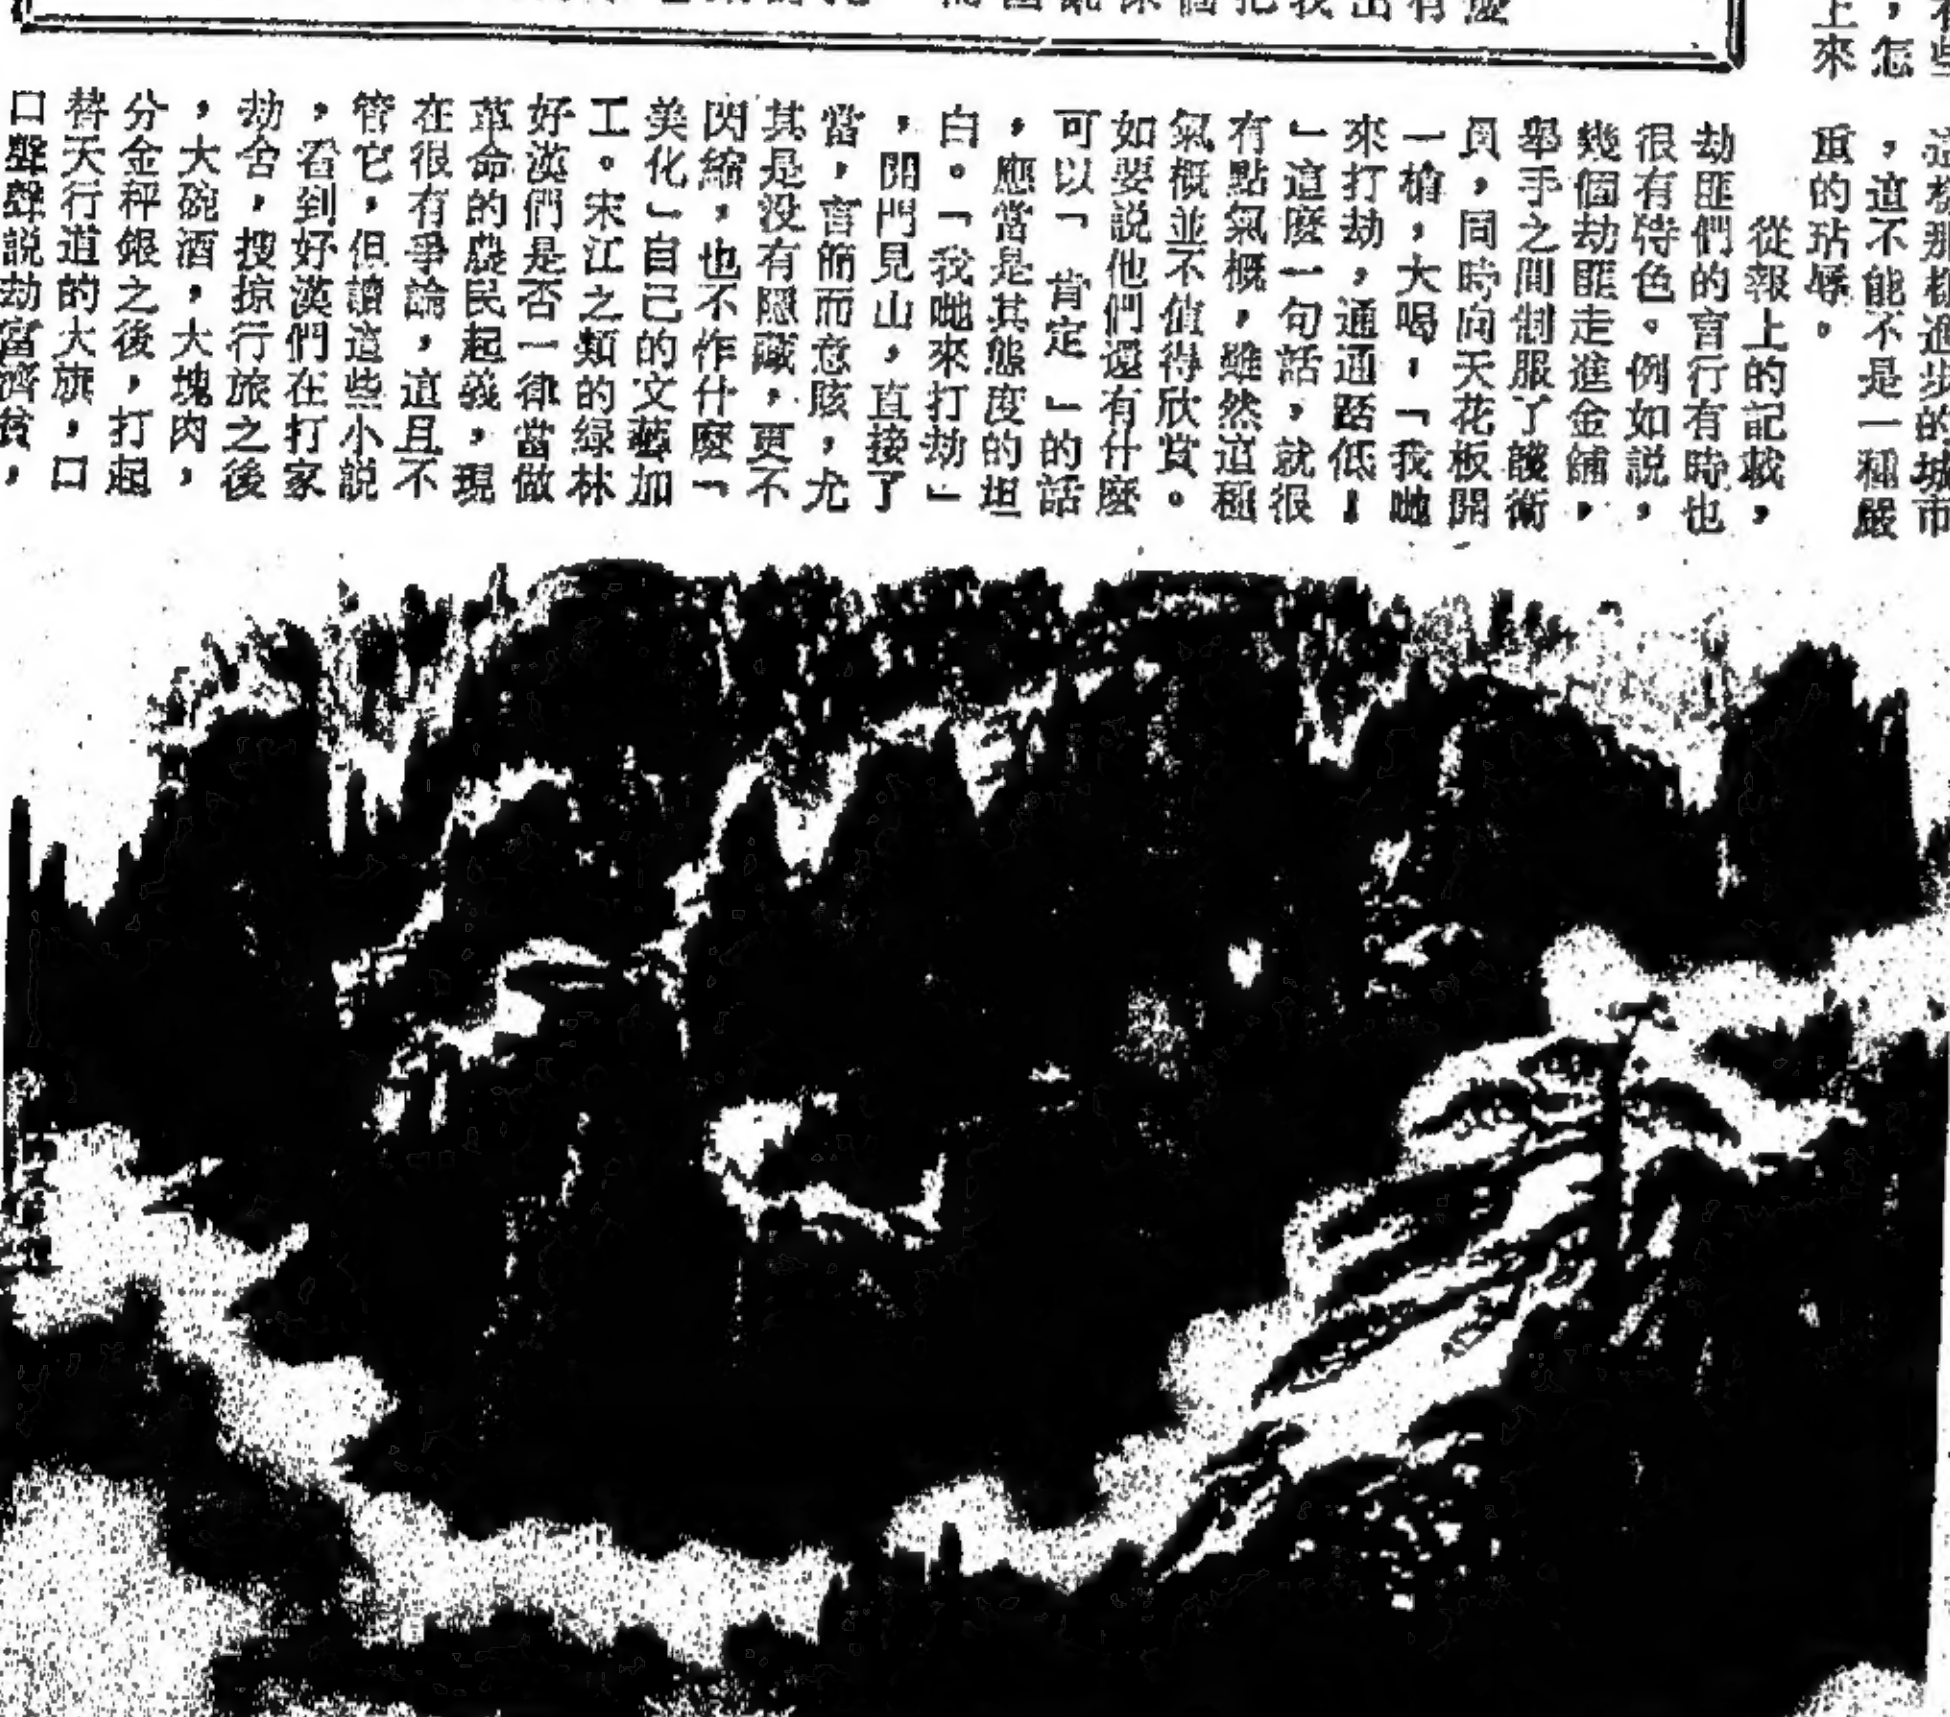 上來
，怎
些
，這不能不是一種嚴
重的玷辱。
從報上的記載，
劫匪們的言行有時也
很有特色。例如説，
幾個劫匪走進金舖，
舉手之間制服了護衛
員，同時向天花板開
一槍，大喝，「我哋
來打劫，通通踎低！
」這麼一句話，就很
有點氣概，雖然這種
氣概並不值得欣賞。
如要説他們還有什麼
可以「肯定」的話
，應當是其態度的坦
白。「我哋來打劫」
，開門見山，直接了
當，言簡而意賅，尤
其是没有隱藏，更不
閃縮，也不作什麼「
美化」自己的文藝加
工。宋江之類的緑林
好漢們是否一律當做
革命的農民起義，現
在很有爭論，這且不
管它，但讀這些小説
，看到好漢們在打家
劫舍，搜掠行旅之後
，大碗酒，大塊肉，
分金秤銀之後，打起
替天行道的大旗，口
口聲聲説劫富濟貧，